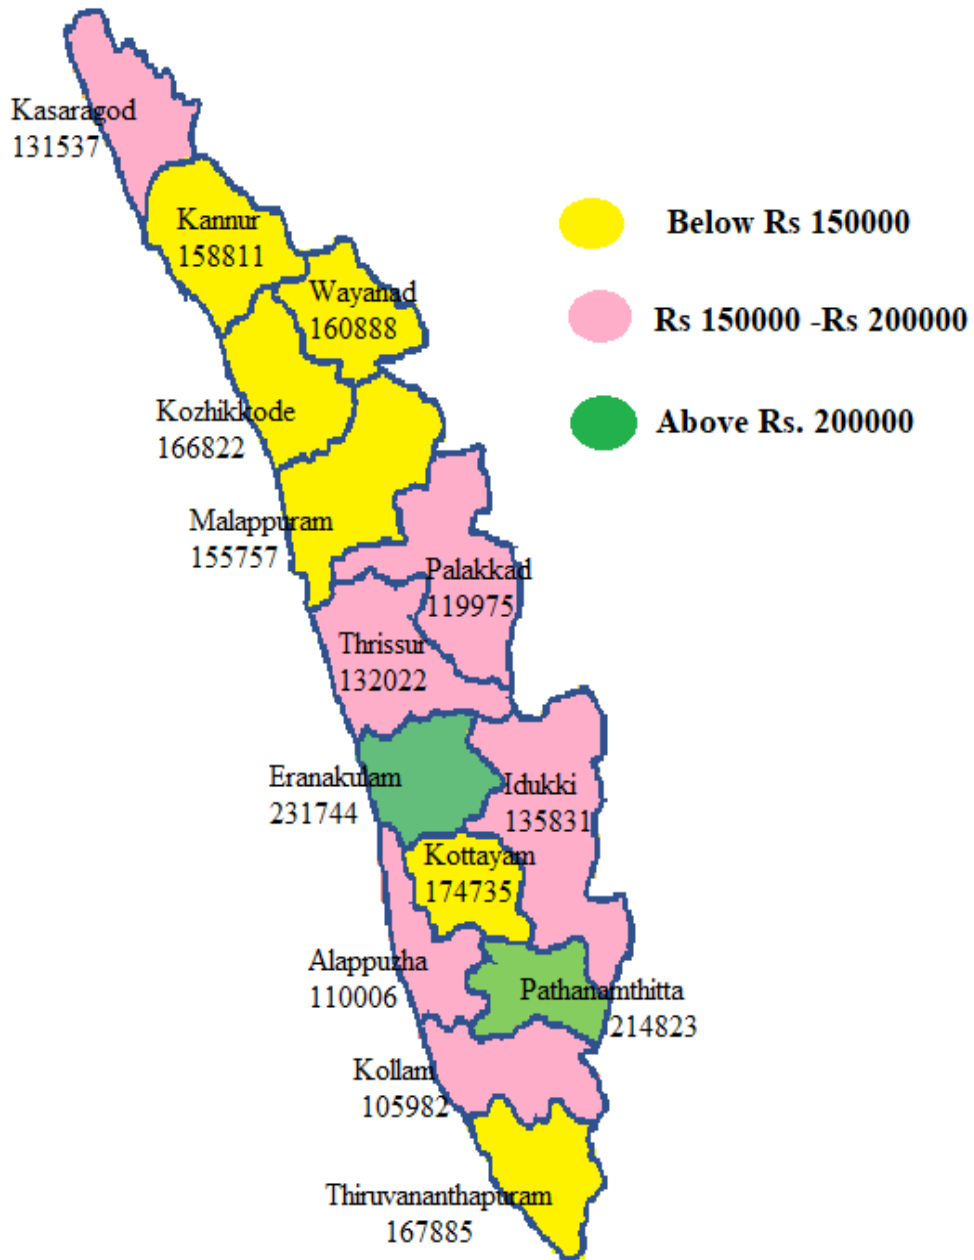 Kasaragod
131537
Kannur
158811
Wayanad
160888
Kozhikkode
166822
Malappuram
155757
Palakkad
119975
Thrissur
132022
Eranakulam
231744
Idukki
135831
Kottayam
174735
Alappuzha
110006
Pathanamthitta
214823
Kollam
105982
Thiruvananthapuram
167885
Below Rs 150000
Rs 150000 -Rs 200000
Above Rs. 200000